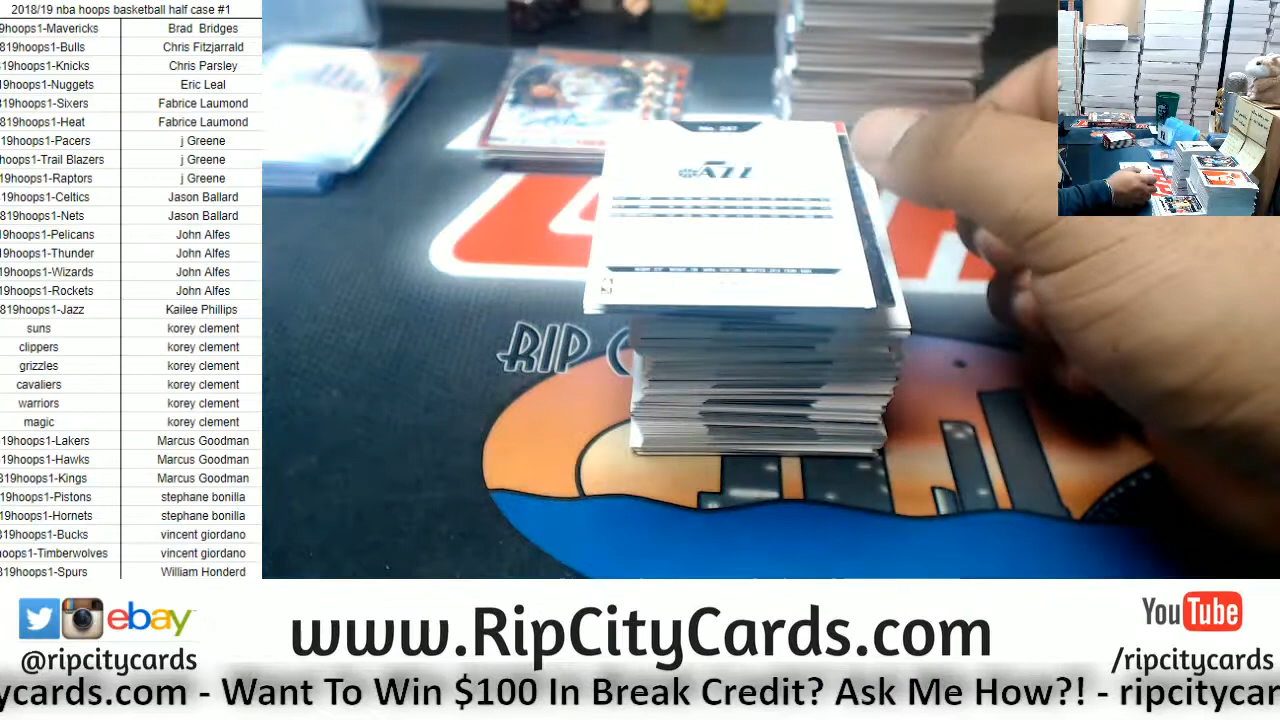 2018/19 nba hoops basketball half case #1
9hoops1-Mavericks Brad Bridges
819hoops1-Bulls Chris Fitzjarrald
19hoops1-Knicks Chris Parsley
19hoops1-Nuggets Eric Leal
819hoops1-Sixers Fabrice Laumond
819hoops1-Heat Fabrice Laumond
19hoops1-Pacers j Greene
hoops1-Trail Blazers j Greene
19hoops1-Raptors j Greene
19hoops1-Celtics Jason Ballard
819hoops1-Nets Jason Ballard
19hoops1-Pelicans John Alfes
19hoops1-Thunder John Alfes
19hoops1-Wizards John Alfes
19hoops1-Rockets John Alfes
819hoops1-Jazz Kailee Phillips
suns korey clement
clippers korey clement
grizzles korey clement
cavaliers korey clement
warriors korey clement
magic korey clement
19hoops1-Lakers Marcus Goodman
19hoops1-Hawks Marcus Goodman
819hoops1-Kings Marcus Goodman
19hoops1-Pistons stephane bonilla
19hoops1-Hornets stephane bonilla
819hoops1-Bucks vincent giordano
hoops1-Timberwolves vincent giordano
819hoops1-Spurs William Honderd
No. 247
RIP C
ebay
@ripcitycards
www.RipCityCards.com
YouTube
/ripcitycards
ycards.com - Want To Win $100 In Break Credit? Ask Me How?! - ripcitycar